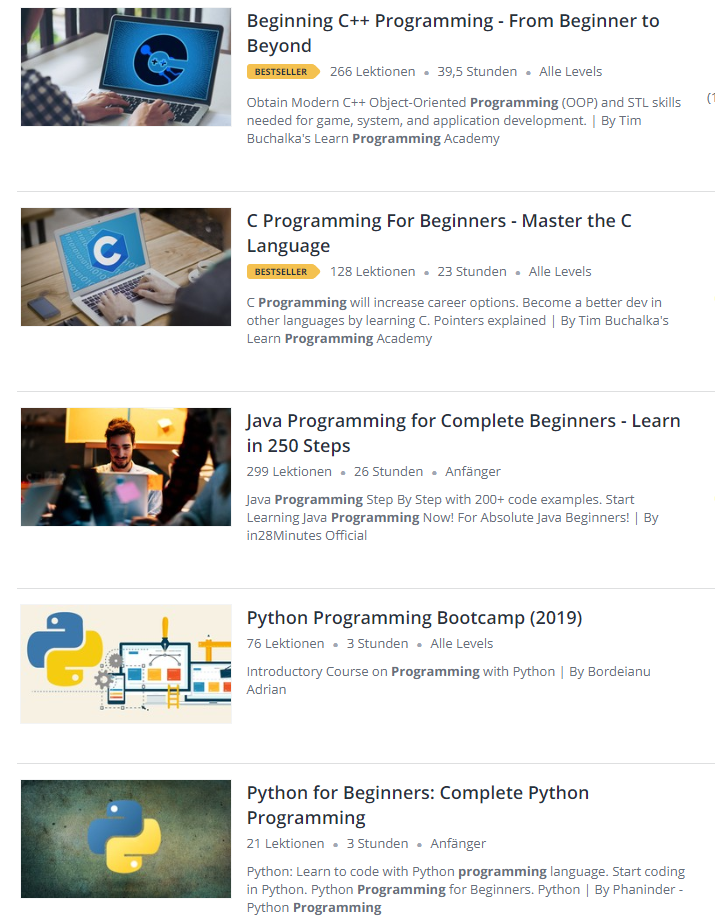 Beginning C++ Programming - From Beginner to
Beyond
BESTSELLER 266 Lektionen • 39,5 Stunden • Alle Levels
(1
Obtain Modern C++ Object-Oriented Programming (OOP) and STL skills
needed for game, system, and application development. | By Tim
Buchalka's Learn Programming Academy
C Programming For Beginners - Master the C
Language
BESTSELLER 128 Lektionen • 23 Stunden • Alle Levels
C Programming will increase career options. Become a better dev in
other languages by learning C. Pointers explained | By Tim Buchalka's
Learn Programming Academy
Java Programming for Complete Beginners - Learn
in 250 Steps
299 Lektionen • 26 Stunden • Anfänger
Java Programming Step By Step with 200+ code examples. Start
Learning Java Programming Now! For Absolute Java Beginners! | By
in28Minutes Official
Python Programming Bootcamp (2019)
76 Lektionen • 3 Stunden • Alle Levels
Introductory Course on Programming with Python | By Bordeianu
Adrian
Python for Beginners: Complete Python
Programming
21 Lektionen • 3 Stunden • Anfänger
Python: Learn to code with Python programming language. Start coding
in Python. Python Programming for Beginners. Python | By Phaninder -
Python Programming